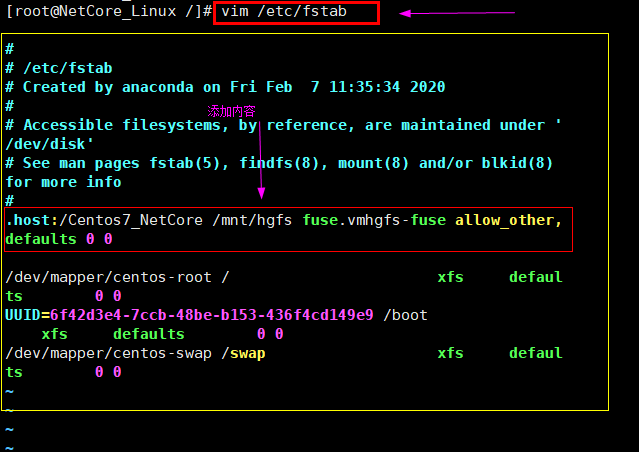 [root@NetCore_Linux /]# vim /etc/fstab
#
# /etc/fstab
# Created by anaconda on Fri Feb  7 11:35:34 2020
#
添加内容
# Accessible filesystems, by reference, are maintained under '
/dev/disk'
# See man pages fstab(5), findfs(8), mount(8) and/or blkid(8)
for more info
#
.host:/Centos7_NetCore /mnt/hgfs fuse.vmhgfs-fuse allow_other,
defaults 0 0
/dev/mapper/centos-root /                       xfs     defaul
ts        0 0
UUID=6f42d3e4-7ccb-48be-b153-436f4cd149e9 /boot
    xfs     defaults        0 0
/dev/mapper/centos-swap /swap                   xfs     defaul
ts        0 0
~
~
~
~